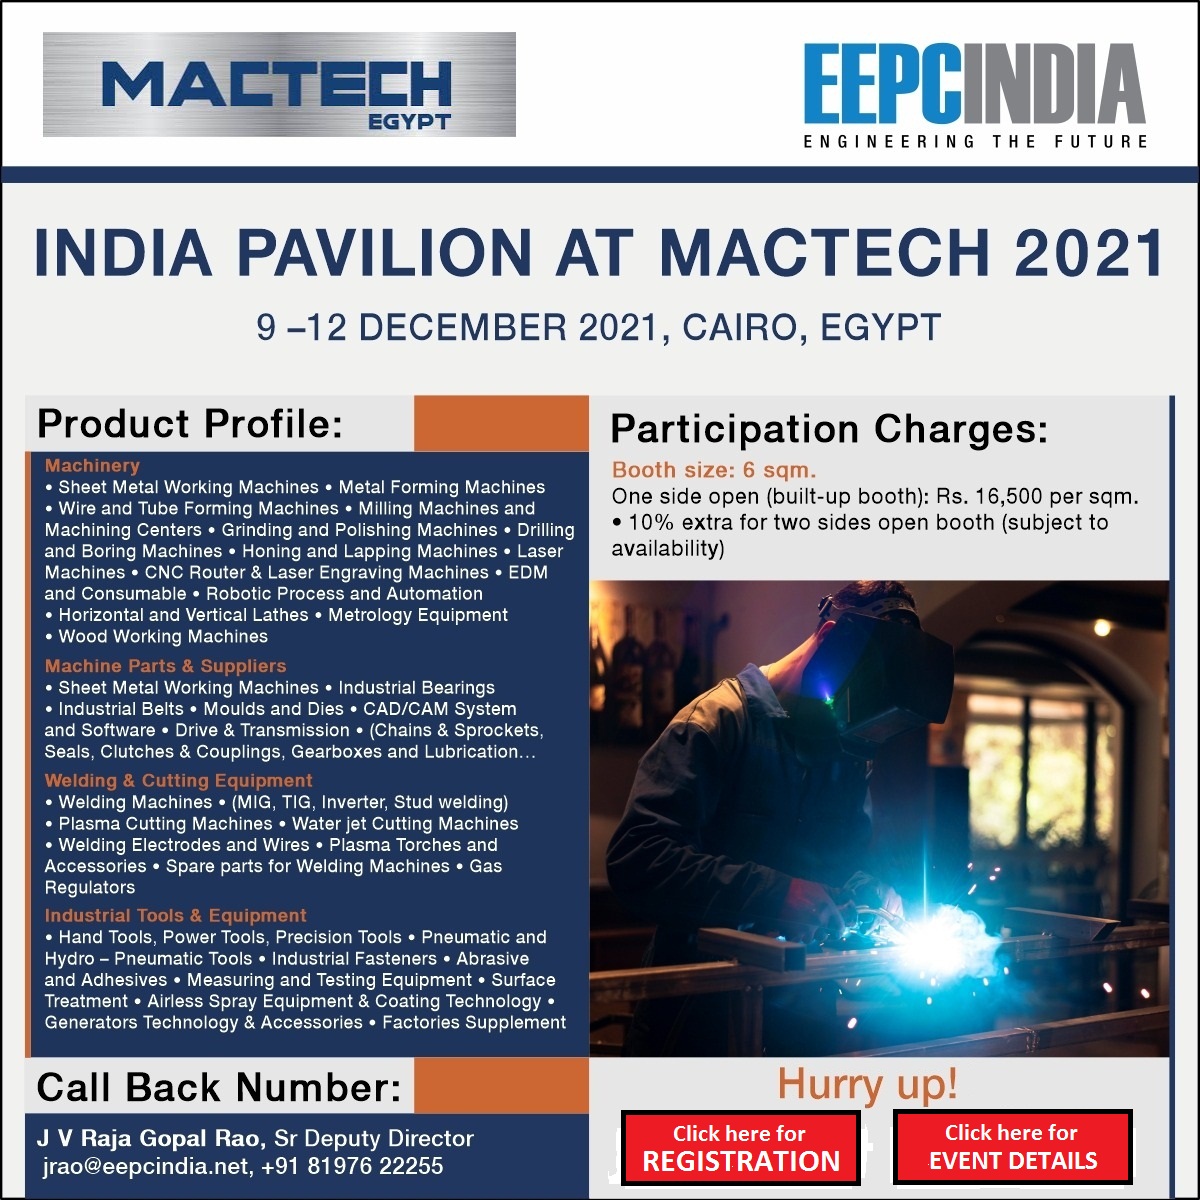 MACTECH
EGYPT
EEPCINDIA
ENGINEERING THE FUTURE
INDIA PAVILION AT MACTECH 2021
9 –12 DECEMBER 2021, CAIRO, EGYPT
Product Profile:
Machinery
• Sheet Metal Working Machines • Metal Forming Machines
• Wire and Tube Forming Machines • Milling Machines and
Machining Centers • Grinding and Polishing Machines • Drilling
and Boring Machines • Honing and Lapping Machines • Laser
Machines • CNC Router & Laser Engraving Machines • EDM
and Consumable • Robotic Process and Automation
• Horizontal and Vertical Lathes • Metrology Equipment
• Wood Working Machines
Machine Parts & Suppliers
• Sheet Metal Working Machines • Industrial Bearings
• Industrial Belts • Moulds and Dies • CAD/CAM System
and Software • Drive & Transmission • (Chains & Sprockets,
Seals, Clutches & Couplings, Gearboxes and Lubrication...
Welding & Cutting Equipment
• Welding Machines • (MIG, TIG, Inverter, Stud welding)
• Plasma Cutting Machines • Water jet Cutting Machines
• Welding Electrodes and Wires • Plasma Torches and
Accessories • Spare parts for Welding Machines • Gas
Regulators
Industrial Tools & Equipment
• Hand Tools, Power Tools, Precision Tools • Pneumatic and
Hydro – Pneumatic Tools • Industrial Fasteners • Abrasive
and Adhesives • Measuring and Testing Equipment • Surface
Treatment • Airless Spray Equipment & Coating Technology •
Generators Technology & Accessories • Factories Supplement
Participation Charges:
Booth size: 6 sqm.
One side open (built-up booth): Rs. 16,500 per sqm.
• 10% extra for two sides open booth (subject to
availability)
Call Back Number:
J V Raja Gopal Rao, Sr Deputy Director
jrao@eepcindia.net, +91 81976 22255
Hurry up!
Click here for
REGISTRATION
Click here for
EVENT DETAILS